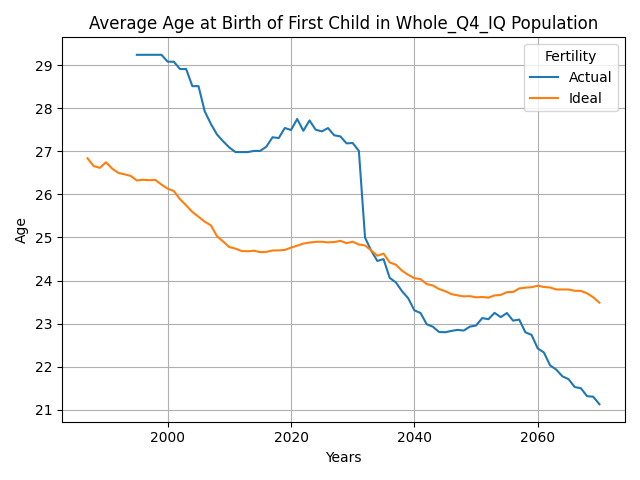 Average Age at Birth of First Child in Whole_Q4_IQ Population
Fertility
Actual
Ideal
29
28
27
26
25
24
23
22
21
Age
2000
2020
2040
2060
Years